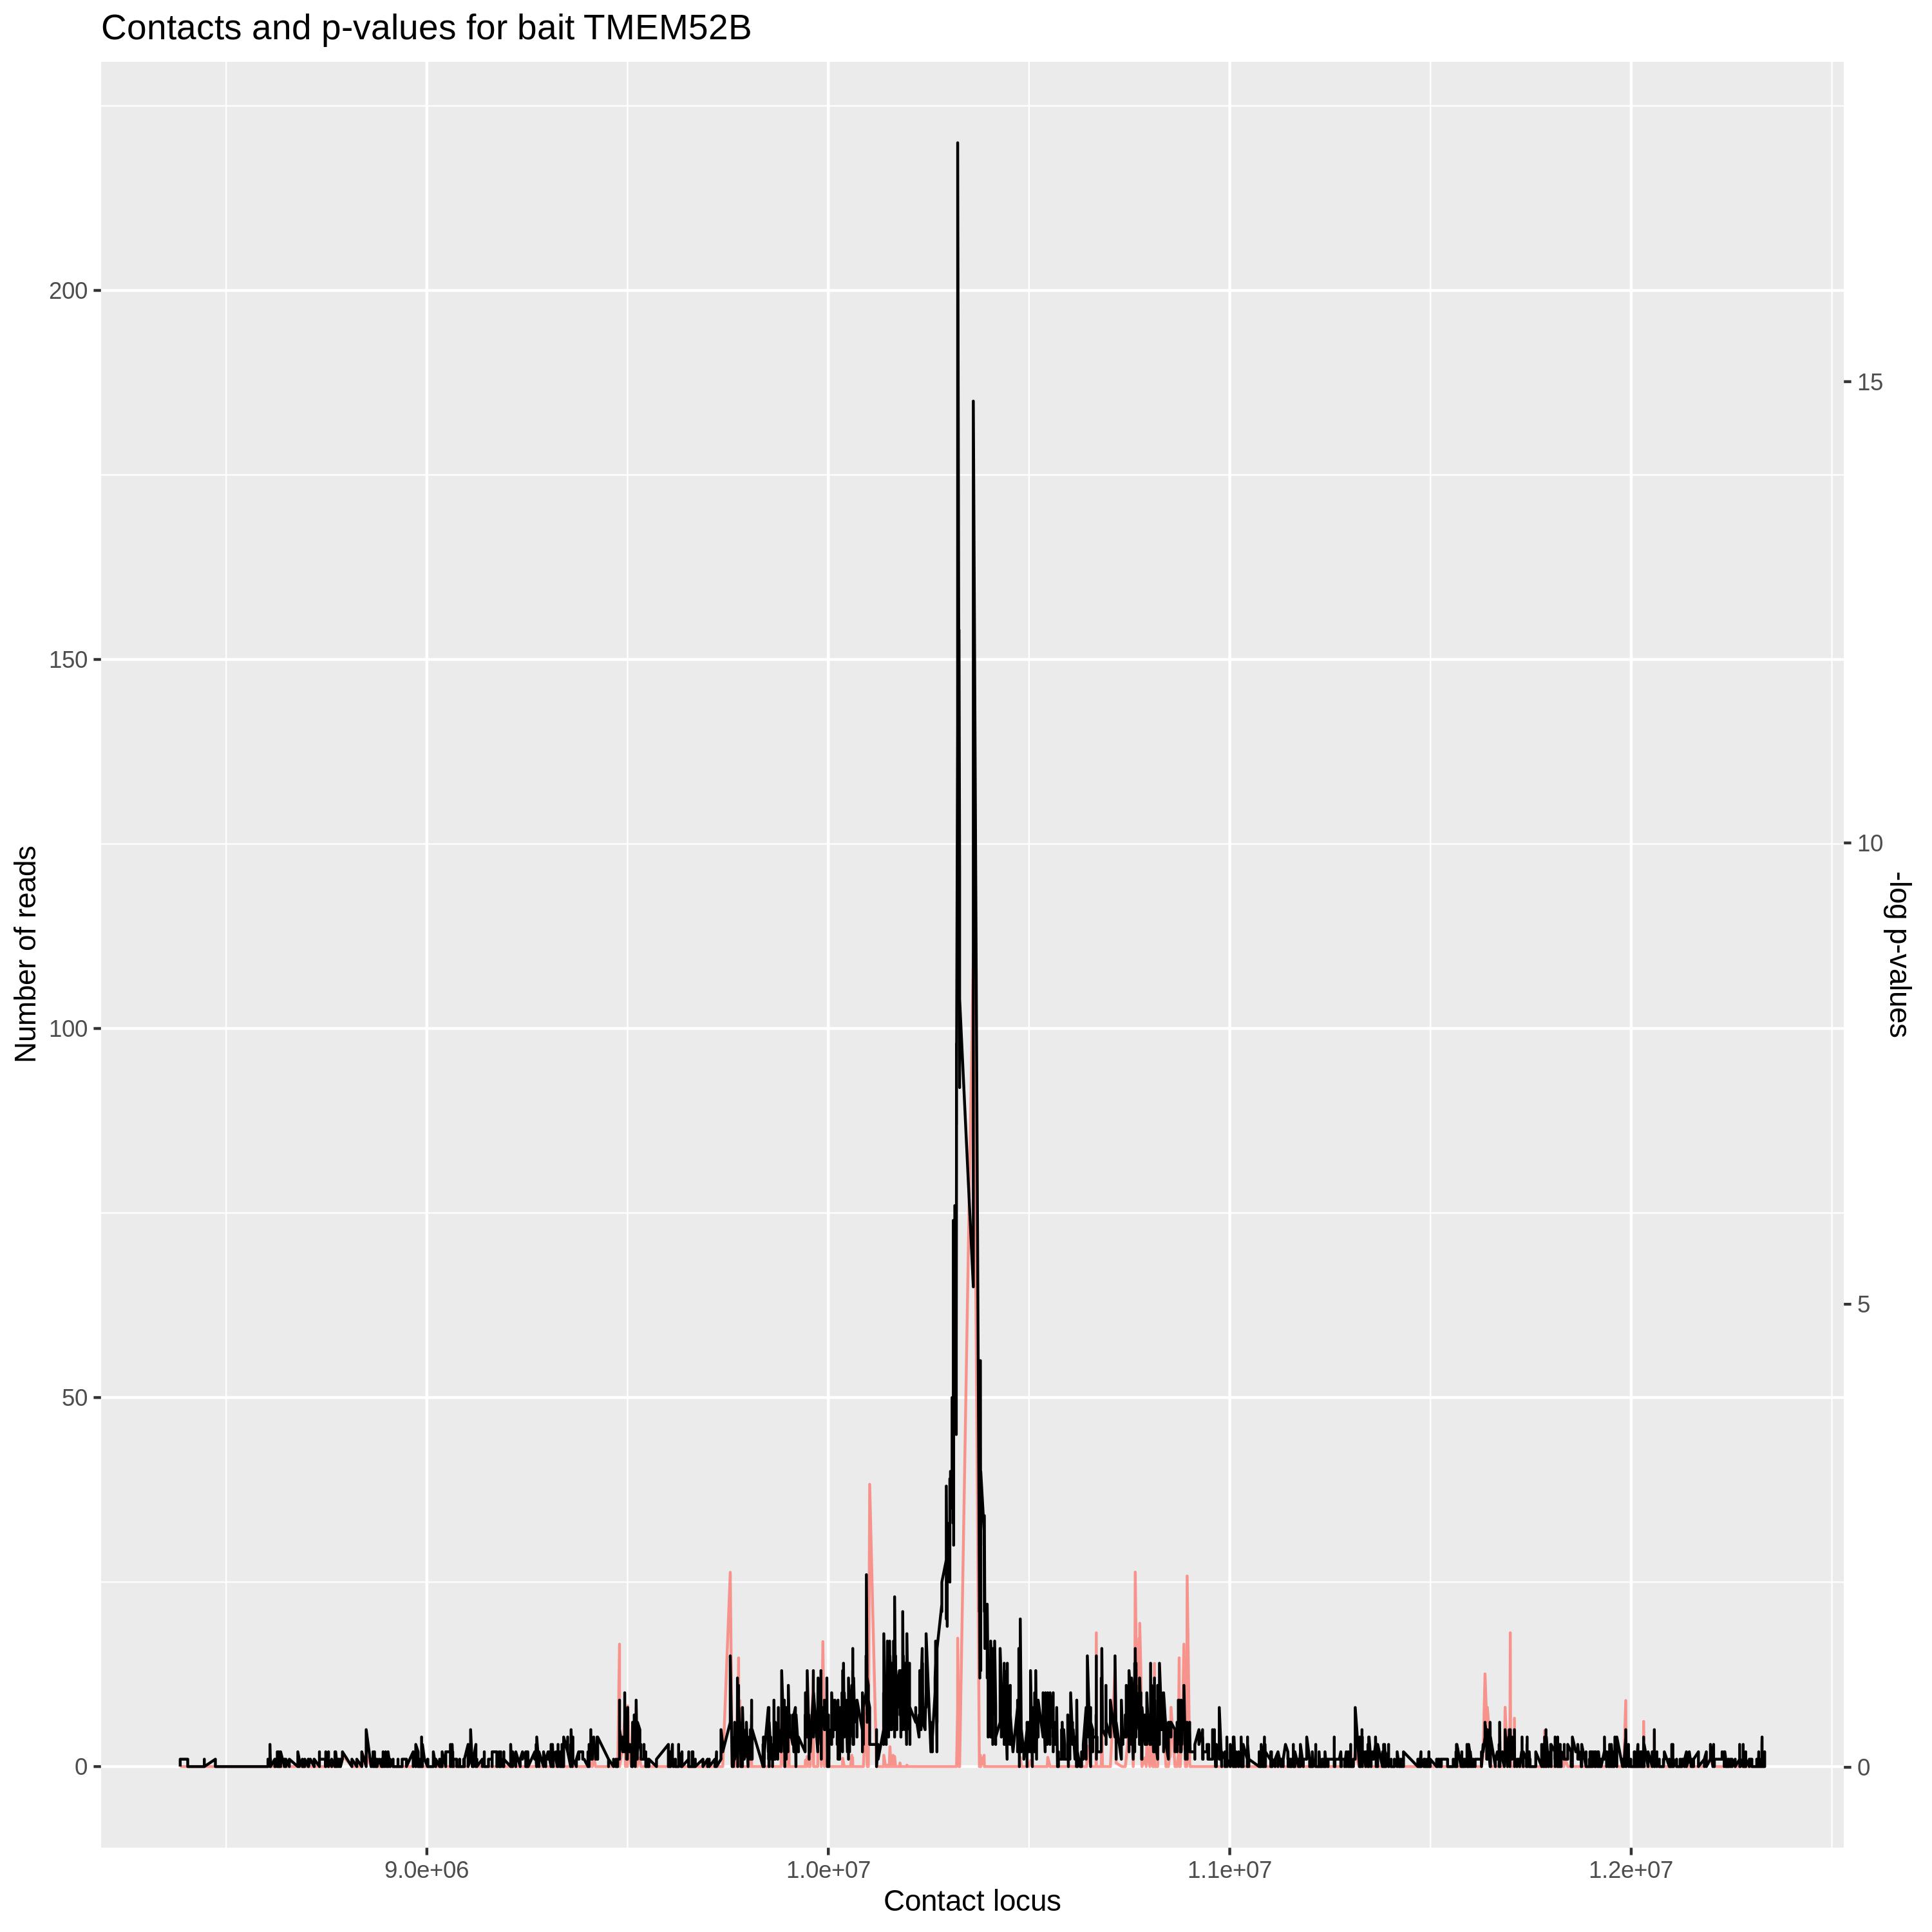 Contacts and p-values for bait TMEM52B
Number of reads
200
150
100
50
0
15
10
5
0
-log p-values
9.0e+06
1.0e+07
1.1e+07
1.2e+07
Contact locus